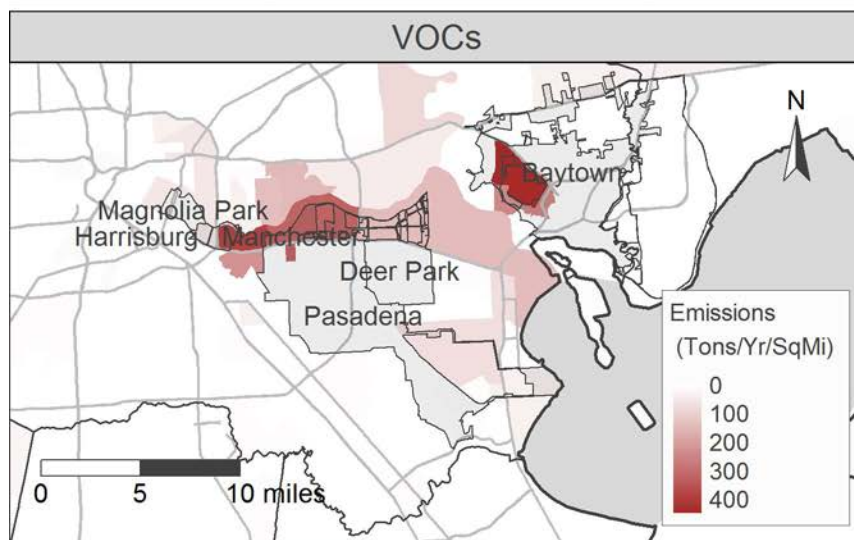 VOCs
N
Baytown
Magnolia Park
Harrisburg
Manchester
Deer Park
Pasadena
Emissions
(Tons/Yr/SqMi)
0
100
200
300
400
0 5 10 miles